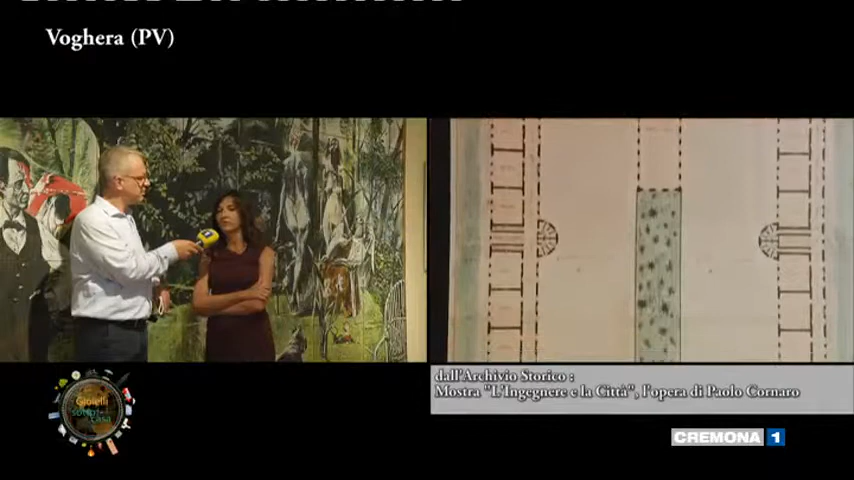 Voghera (PV)
Gioielli
sotto
casa
dall'Archivio Storico :
Mostra "L'Ingegnere e la Città", l'opera di Paolo Cornaro
CREMONA 1